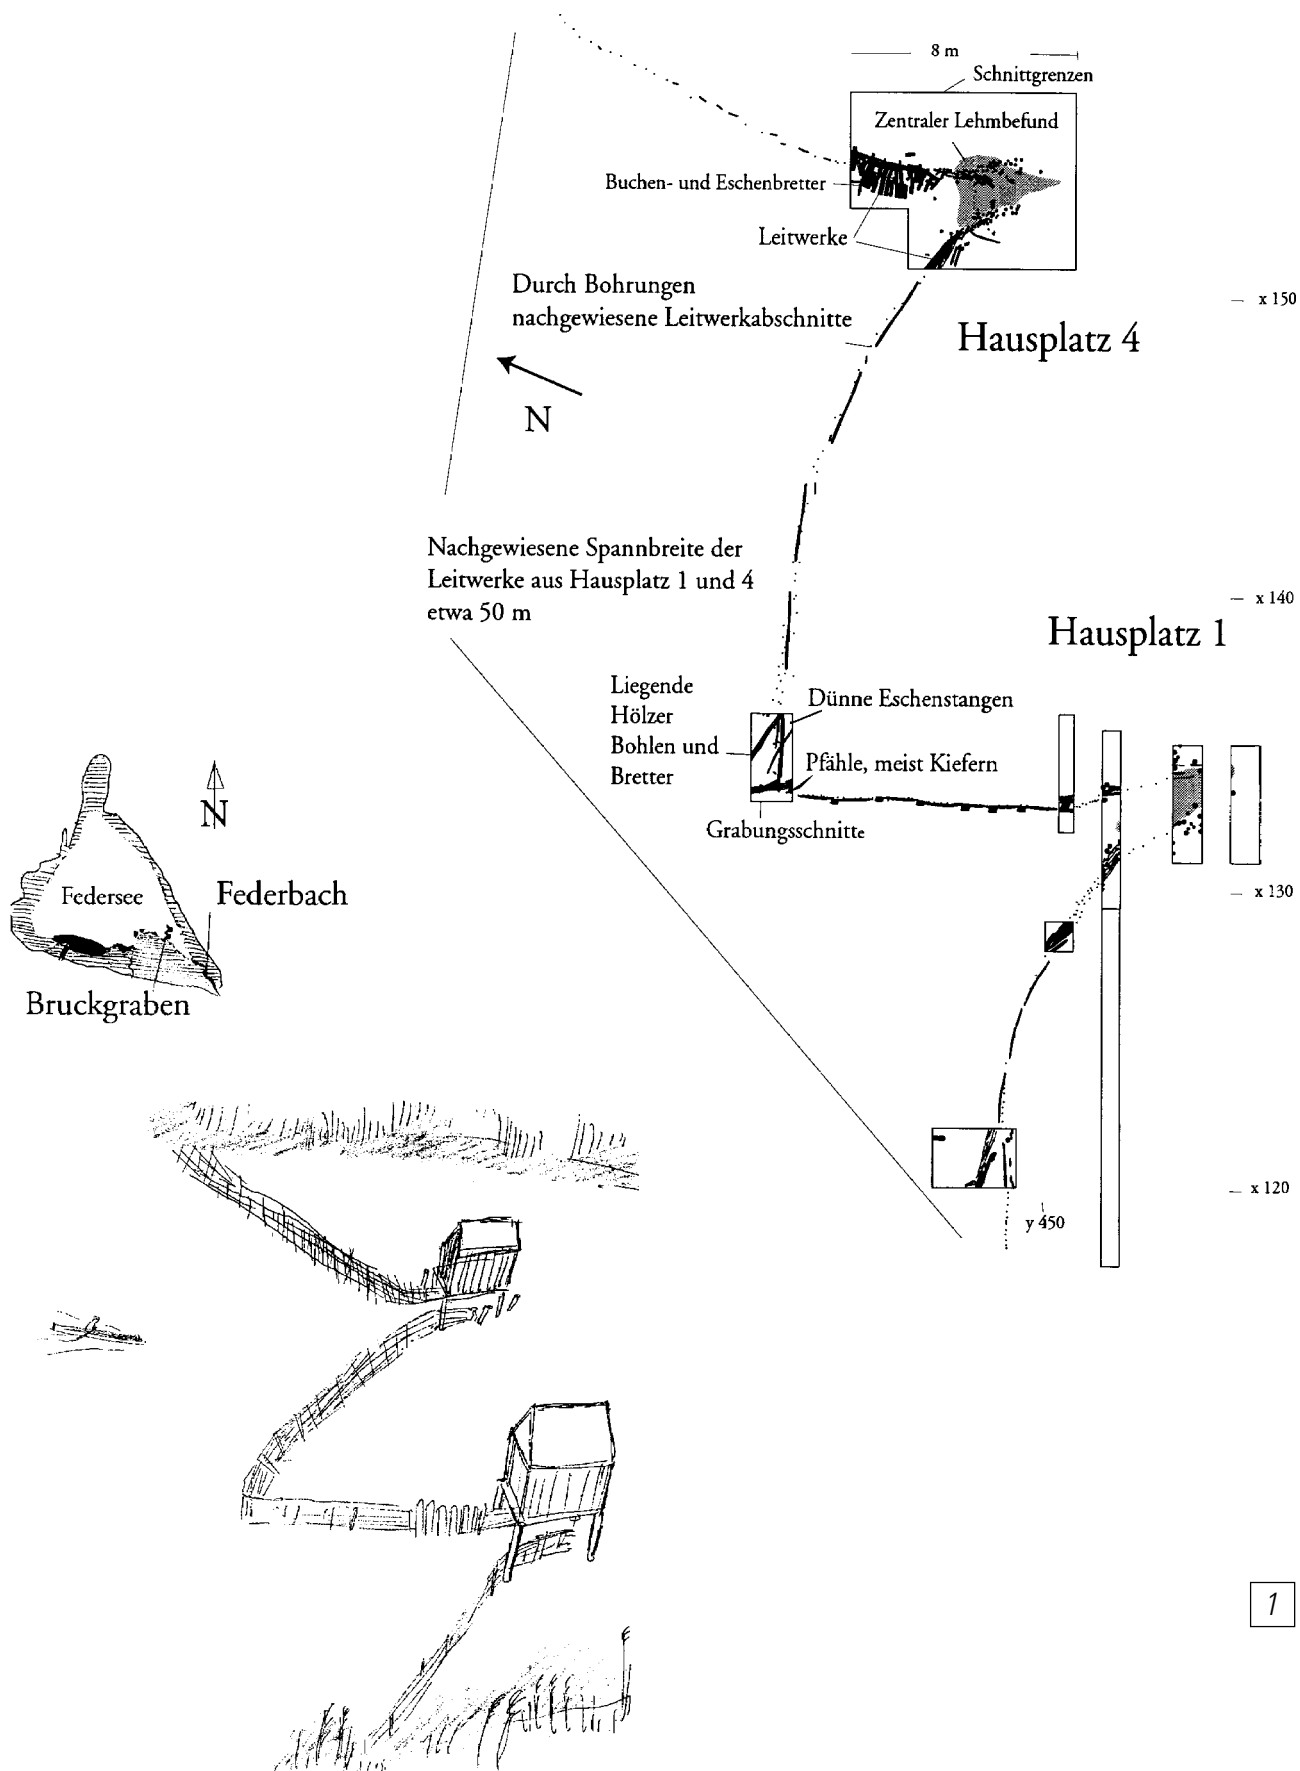 8 m
Schnittgrenzen
Zentraler Lehmbefund
Buchen- und Eschenbretter
Leitwerke
Durch Bohrungen
nachgewiesene Leitwerkabschnitte
x 150
Hausplatz 4
N
Nachgewiesene Spannbreite der
Leitwerke aus Hausplatz 1 und 4
etwa 50 m
x 140
Hausplatz 1
Liegende
Hölzer
Bohlen und
Bretter
Dünne Eschenstangen
Pfähle, meist Kiefern
Grabungsschnitte
N
Federsee
Federbach
x 130
Bruckgraben
x 120
y 450
1